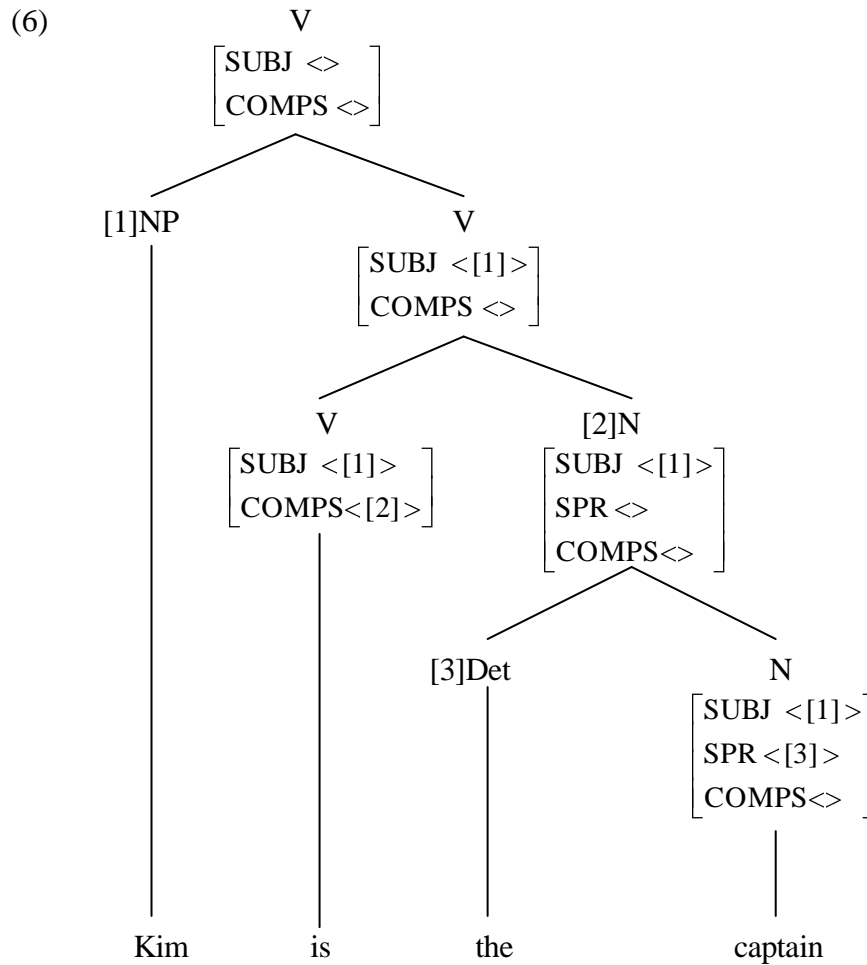 (6)
V
[SUBJ <>
COMPS <>]
[1]NP V
[SUBJ <[1]>
COMPS <>]
V [2]N
[SUBJ <[1]> [SUBJ <[1]>
COMPS<[2]>] SPR <>
COMPS<>]
[3]Det N
[SUBJ <[1]>
SPR<[3]>
COMPS<>]
Kim is the captain